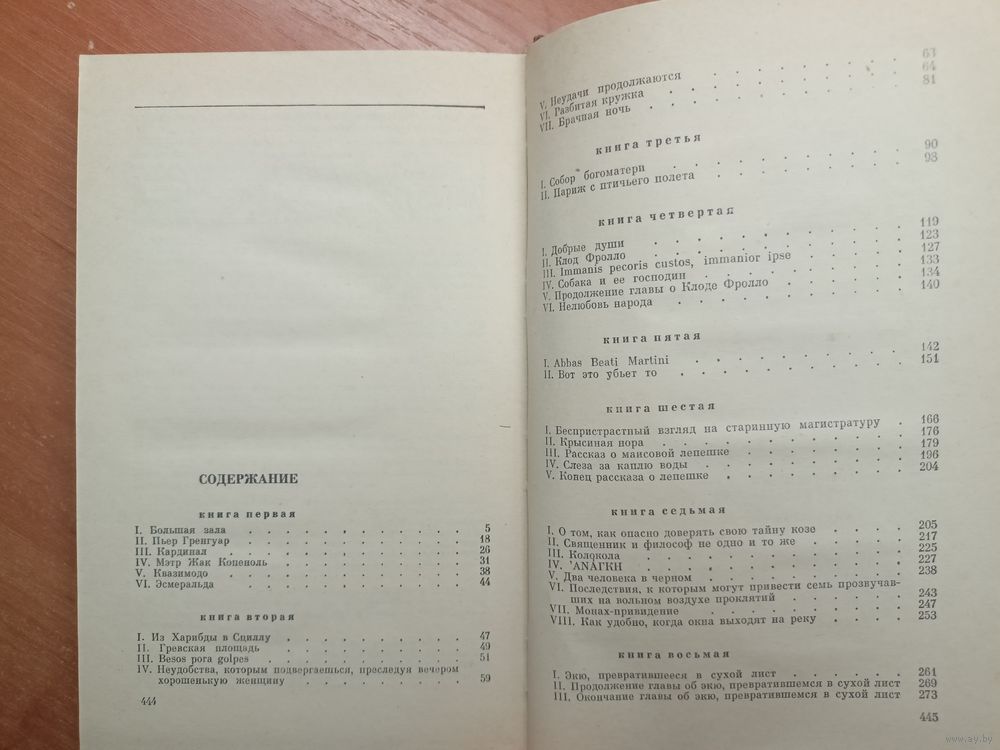 СОДЕРЖАНИЕ
книга первая
I. Большая зала . . . . . . . . . . 5
II. Пьер Гренгуар . . . . . . . . . . 18
III. Кардинал . . . . . . . . . . 26
IV. Мэтр Жак Копеноль . . . . . . . . . . 31
V. Квазимодо . . . . . . . . . . 38
VI. Эсмеральда . . . . . . . . . . 44
книга вторая
I. Из Харибды в Сциллу . . . . . . . . . . 47
II. Гревская площадь . . . . . . . . . . 49
III. Besos pora golpes . . . . . . . . . . 51
IV. Неудобства, которым подвергаешься, преследуя вечером
хорошенькую женщину . . . . . . . . . . 59
444
V. Неудачи продолжаются . . . . . . . 63
VI. Разбитая кружка . . . . . . . . 64
VII. Брачная ночь . . . . . . . . 81
книга третья
I. Собор богоматери . . . . . . . . 90
II. Париж с птичьего полета . . . . . . . 93
книга четвертая
I. Добрые души . . . . . . . . 119
II. Клод Фролло . . . . . . . . 123
III. Immanis pecoris custos, immanior ipse . . . . 127
IV. Собака и ее господин . . . . . . . 133
V. Продолжение главы о Клоде Фролло . . . . . 134
VI. Нелюбовь народа . . . . . . . . 140
книга пятая
I. Abbas Beati Martini . . . . . . . . 142
II. Вот это убьет то . . . . . . . . 151
книга шестая
I. Беспристрастный взгляд на старинную магистратуру . 166
II. Крысиная нора . . . . . . . . 176
III. Рассказ о маисовой лепешке . . . . . . 179
IV. Слеза за каплю воды . . . . . . . 196
V. Конец рассказа о лепешке . . . . . . . 204
книга седьмая
I. О том, как опасно доверять свою тайну козе . . . 205
II. Священник и философ не одно и то же . . . . 217
III. Колокола . . . . . . . . 225
IV. 'ΑΝΑΓΚΗ . . . . . . . . 227
V. Два человека в черном . . . . . . . 238
VI. Последствия, к которым могут привести семь прозвучав-
ших на вольном воздухе проклятий . . . . . 243
VII. Монах-привидение . . . . . . . 247
VIII. Как удобно, когда окна выходят на реку . . . . 253
книга восьмая
I. Экю, превратившееся в сухой лист . . . . . 261
II. Продолжение главы об экю, превратившемся в сухой лист 269
III. Окончание главы об экю, превратившемся в сухой лист 273
445
www.ay.by